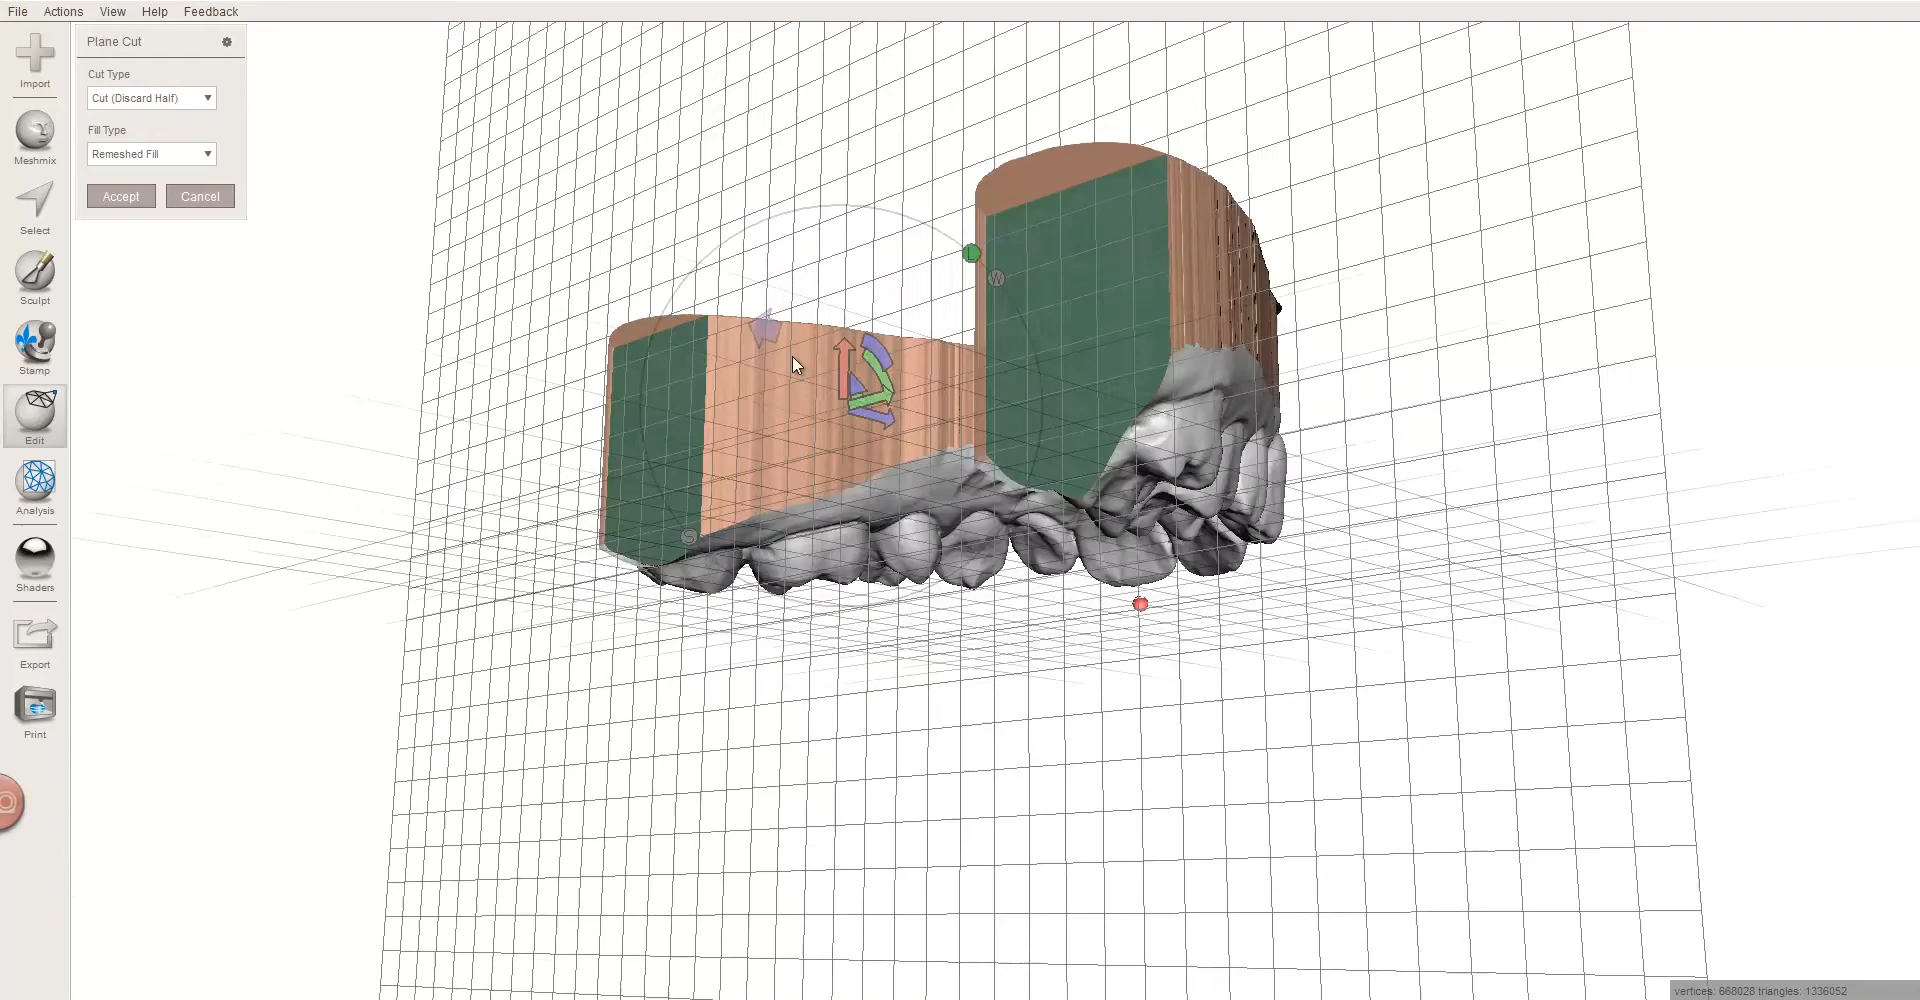 File Actions View Help Feedback
Plane Cut
Cut Type
Cut (Discard Half)
Fill Type
Remeshed Fill
Accept Cancel
Import
Meshmix
Select
Sculpt
Stamp
Edit
Analysis
Shaders
Export
Print
L
W
S
vertices: 668028 triangles: 1336052